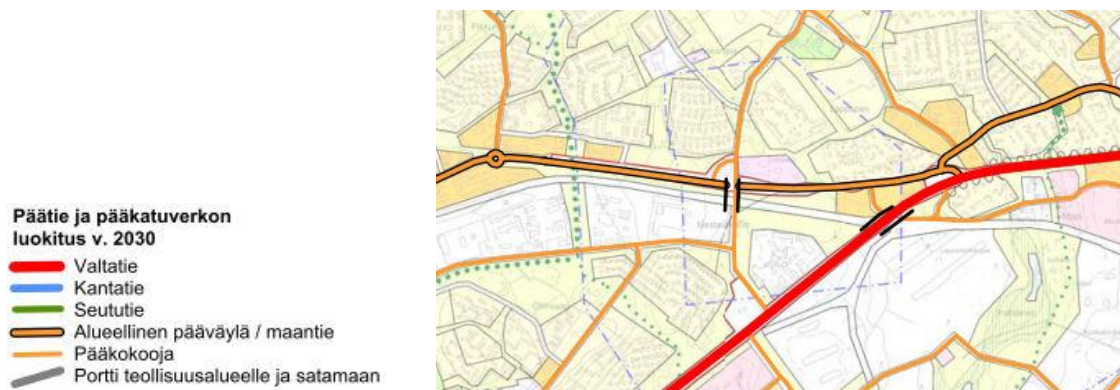 Päätie ja pääkatuverkon
luokitus v. 2030
Valtatie
Kantatie
Seututie
Alueellinen pääväylä / maantie
Pääkokooja
Portti teollisuusalueelle ja satamaan